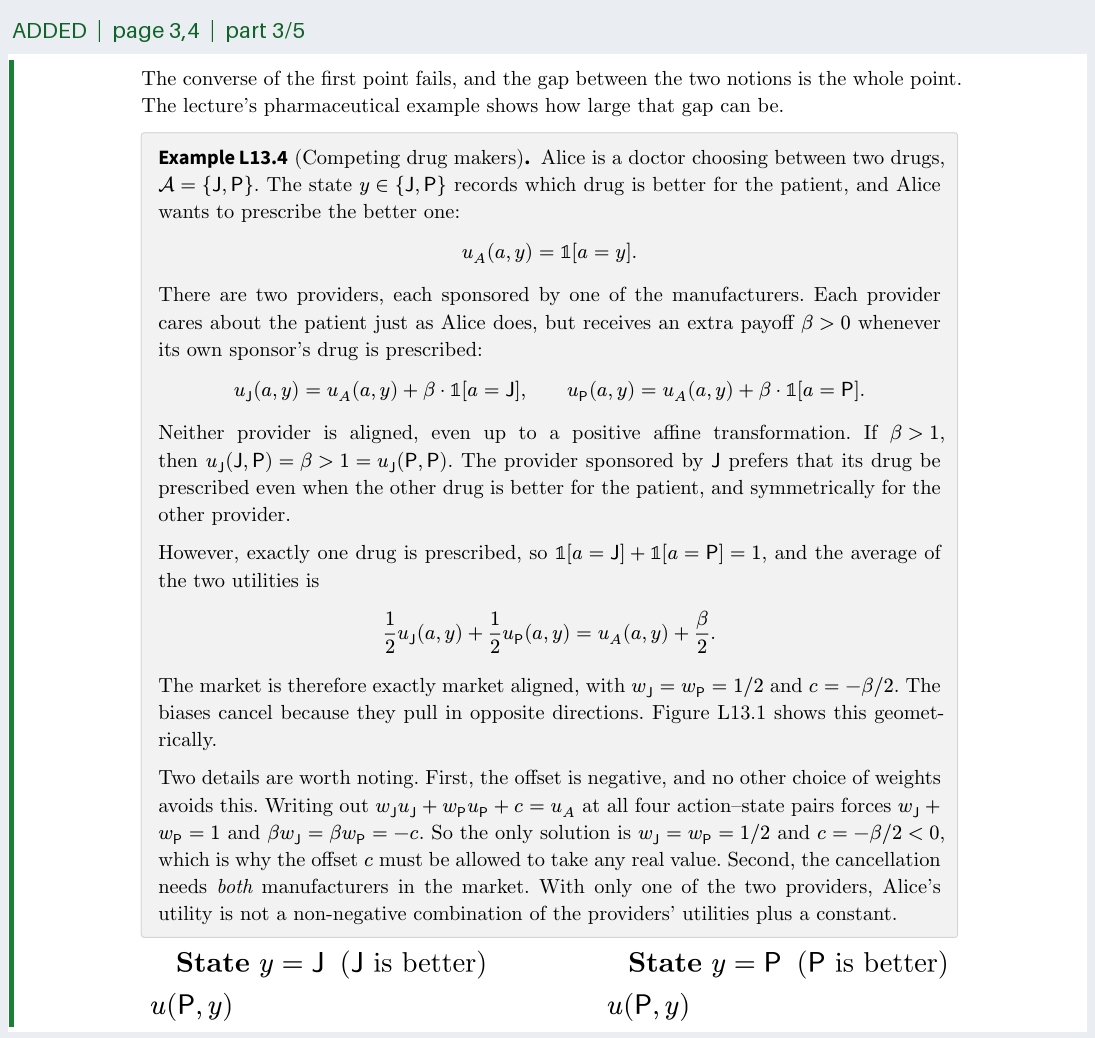 ADDED | page 3,4 | part 3/5
The converse of the first point fails, and the gap between the two notions is the whole point.
The lecture's pharmaceutical example shows how large that gap can be.
Example L13.4 (Competing drug makers). Alice is a doctor choosing between two drugs,
𝒜 = {J, P}. The state y ∈ {J, P} records which drug is better for the patient, and Alice
wants to prescribe the better one:
u_A(a, y) = 𝟙[a = y].
There are two providers, each sponsored by one of the manufacturers. Each provider
cares about the patient just as Alice does, but receives an extra payoff β > 0 whenever
its own sponsor's drug is prescribed:
u_J(a, y) = u_A(a, y) + β · 𝟙[a = J], u_P(a, y) = u_A(a, y) + β · 𝟙[a = P].
Neither provider is aligned, even up to a positive affine transformation. If β > 1,
then u_J(J, P) = β > 1 = u_J(P, P). The provider sponsored by J prefers that its drug be
prescribed even when the other drug is better for the patient, and symmetrically for the
other provider.
However, exactly one drug is prescribed, so 𝟙[a = J] + 𝟙[a = P] = 1, and the average of
the two utilities is
1/2 u_J(a, y) + 1/2 u_P(a, y) = u_A(a, y) + β/2.
The market is therefore exactly market aligned, with w_J = w_P = 1/2 and c = −β/2. The
biases cancel because they pull in opposite directions. Figure L13.1 shows this geomet-
rically.
Two details are worth noting. First, the offset is negative, and no other choice of weights
avoids this. Writing out w_J u_J + w_P u_P + c = u_A at all four action–state pairs forces w_J +
w_P = 1 and βw_J = βw_P = −c. So the only solution is w_J = w_P = 1/2 and c = −β/2 < 0,
which is why the offset c must be allowed to take any real value. Second, the cancellation
needs both manufacturers in the market. With only one of the two providers, Alice's
utility is not a non-negative combination of the providers' utilities plus a constant.
State y = J (J is better) State y = P (P is better)
u(P, y) u(P, y)